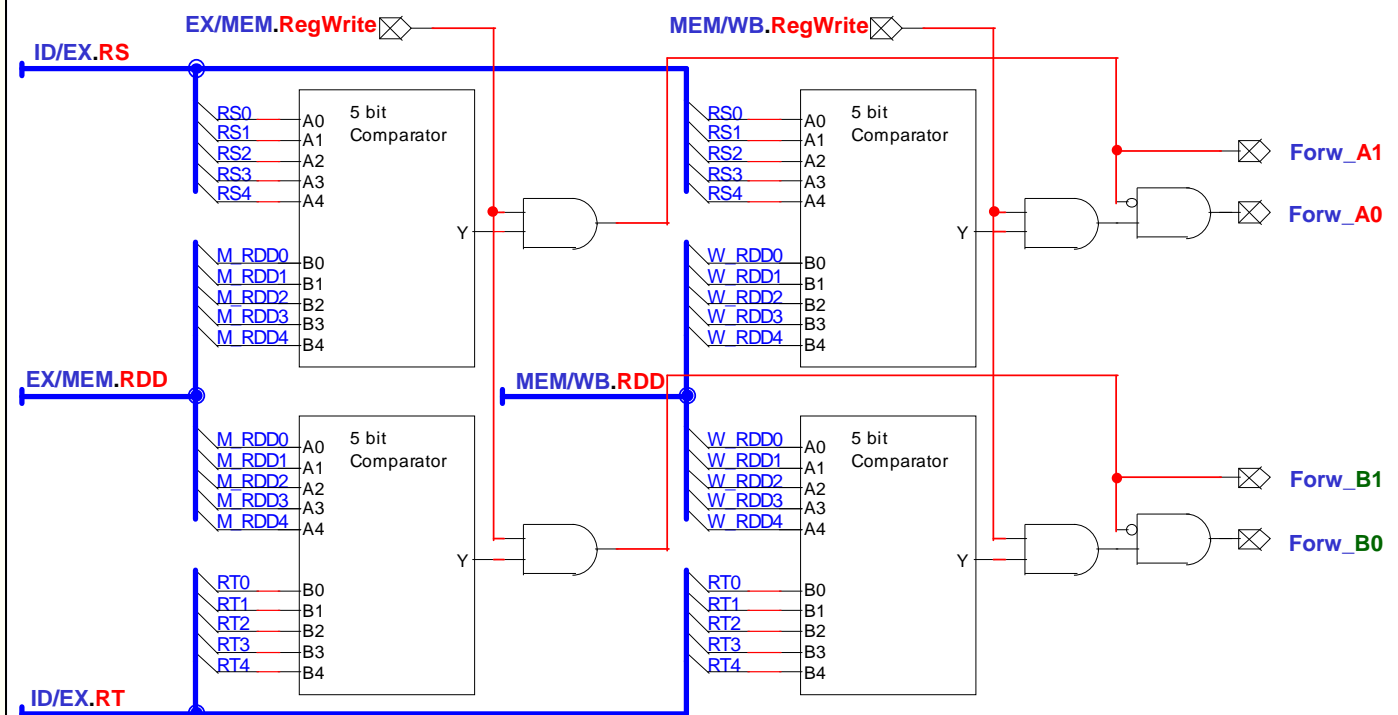 EX/MEM.RegWrite
MEM/WB.RegWrite
ID/EX.RS
RS0
RS1
RS2
RS3
RS4
A0
A1
A2
A3
A4
5 bit
Comparator
Y
M_RDD0
M_RDD1
M_RDD2
M_RDD3
M_RDD4
B0
B1
B2
B3
B4
RS0
RS1
RS2
RS3
RS4
A0
A1
A2
A3
A4
5 bit
Comparator
Y
W_RDD0
W_RDD1
W_RDD2
W_RDD3
W_RDD4
B0
B1
B2
B3
B4
Forw_A1
Forw_A0
EX/MEM.RDD
MEM/WB.RDD
M_RDD0
M_RDD1
M_RDD2
M_RDD3
M_RDD4
A0
A1
A2
A3
A4
5 bit
Comparator
Y
RT0
RT1
RT2
RT3
RT4
B0
B1
B2
B3
B4
W_RDD0
W_RDD1
W_RDD2
W_RDD3
W_RDD4
A0
A1
A2
A3
A4
5 bit
Comparator
Y
RT0
RT1
RT2
RT3
RT4
B0
B1
B2
B3
B4
Forw_B1
Forw_B0
ID/EX.RT